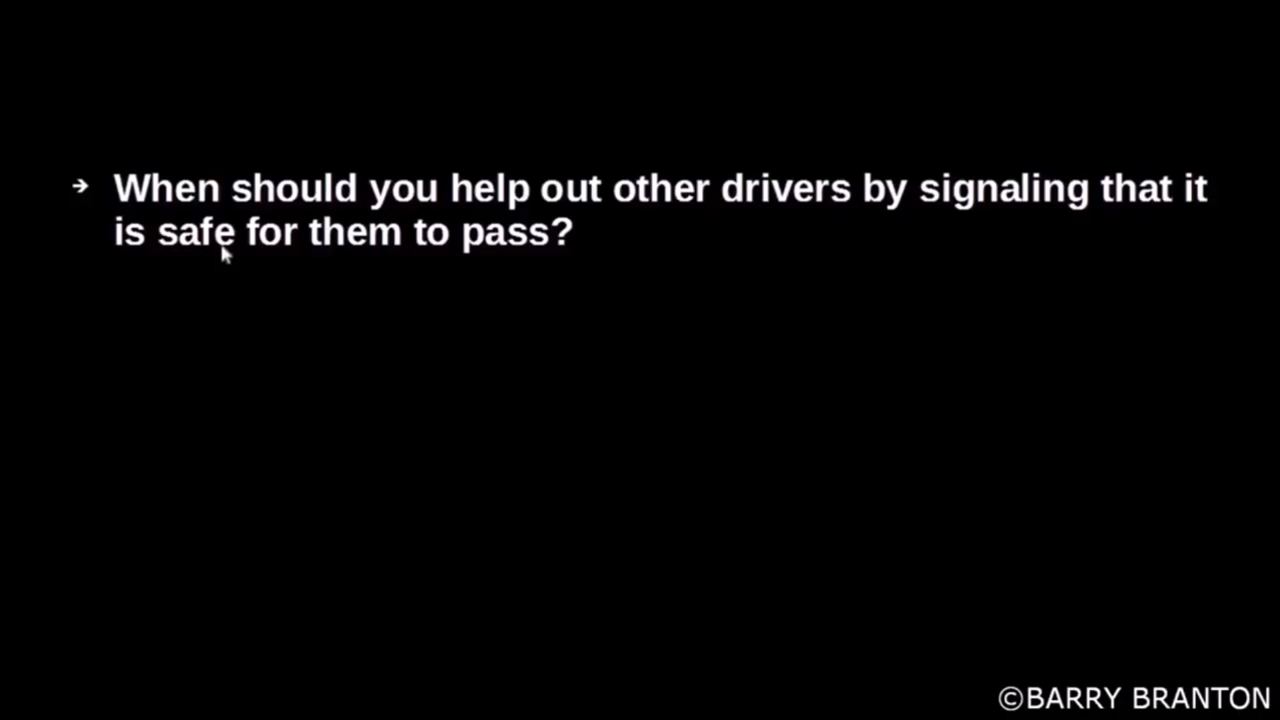 → When should you help out other drivers by signaling that it
is safe for them to pass?
©BARRY BRANTON